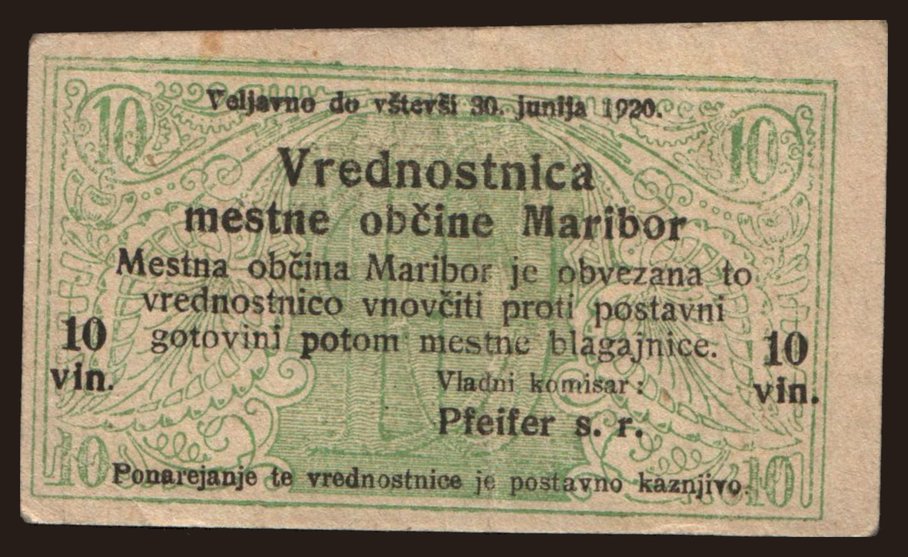 10 10
Veljavno do vštevši 30. junija 1920.
Vrednostnica
mestne občine Maribor
Mestna občina Maribor je obvezana to
vrednostnico vnovčiti proti postavni
gotovini potom mestne blagajnice.
10 10
vin. vin.
Vladni komisar:
Pfeifer s. r.
Ponarejanje te vrednostnice je postavno kaznjivo.
10 10